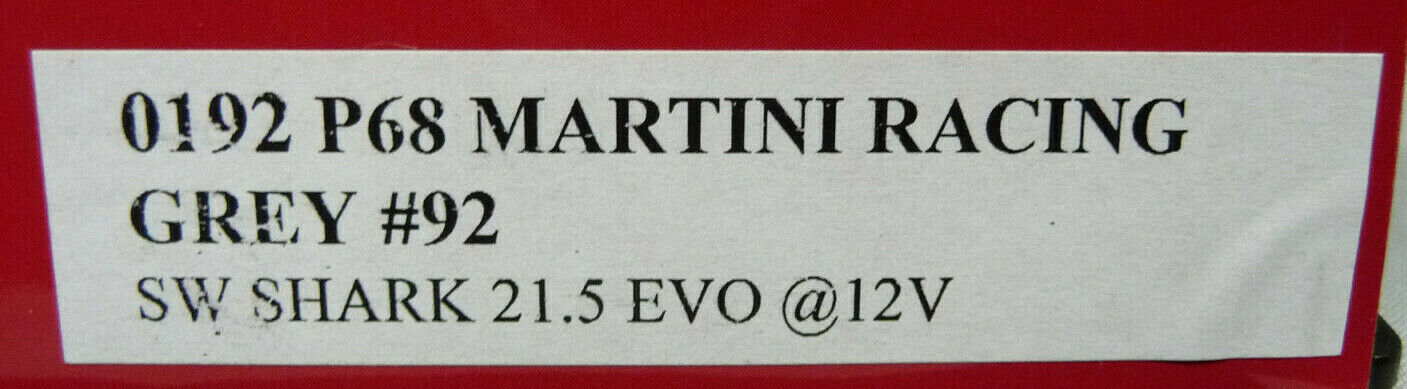 0192 P68 MARTINI RACING
GREY #92
SW SHARK 21.5 EVO @12V